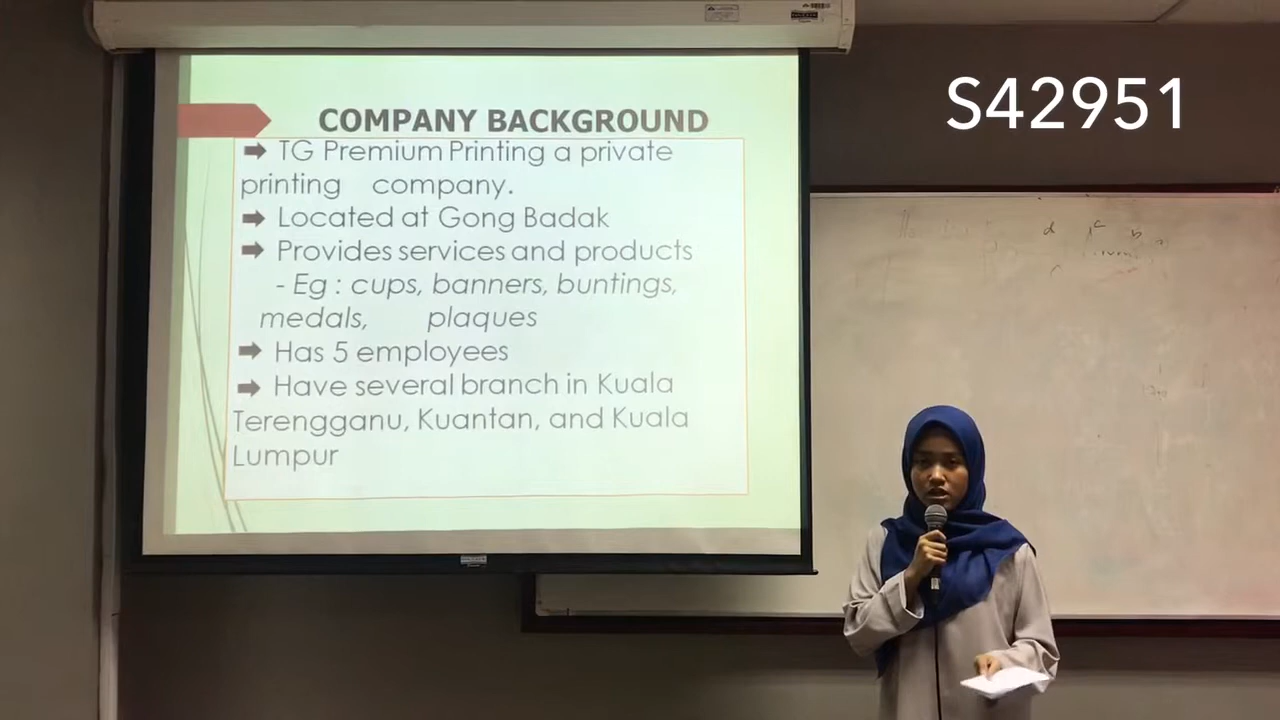 S42951
COMPANY BACKGROUND
TG Premium Printing a private
printing company.
Located at Gong Badak
Provides services and products
- Eg : cups, banners, buntings,
medals, plaques
Has 5 employees
Have several branch in Kuala
Terengganu, Kuantan, and Kuala
Lumpur